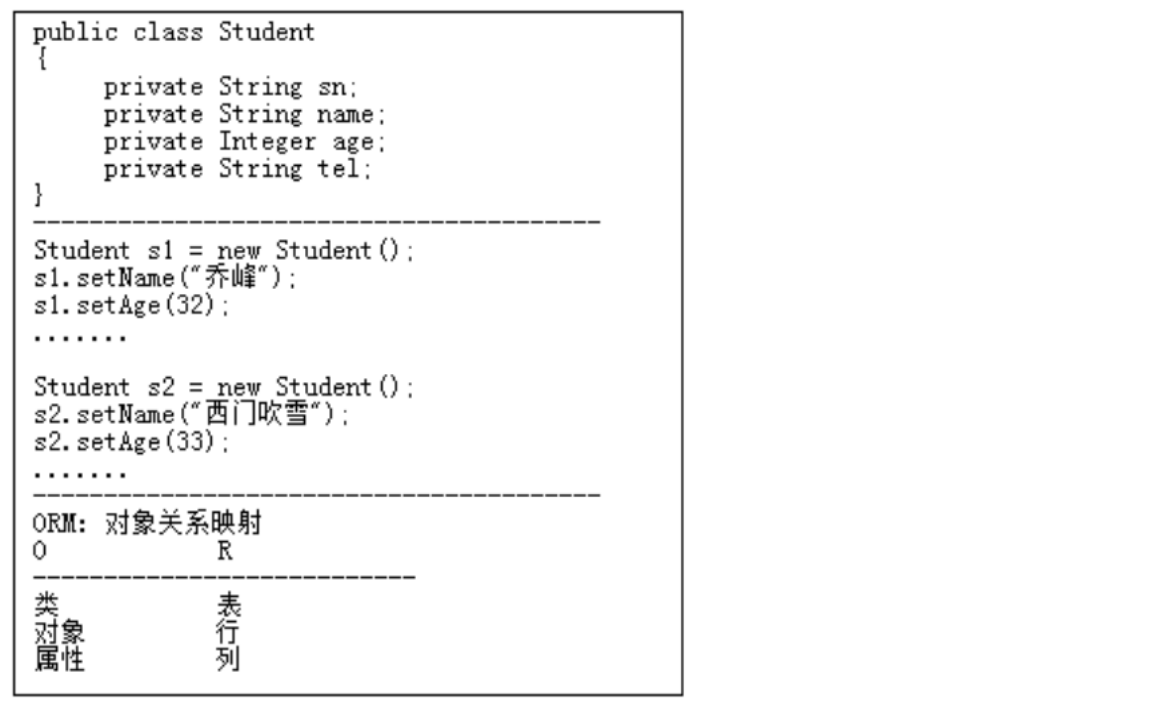 public class Student
{
private String sn;
private String name;
private Integer age;
private String tel;
}
----------------------------------------
Student s1 = new Student();
s1.setName("乔峰");
s1.setAge(32);
.......
Student s2 = new Student();
s2.setName("西门吹雪");
s2.setAge(33);
.......
----------------------------------------
ORM: 对象关系映射
O R
---------------------------
类 表
对象 行
属性 列